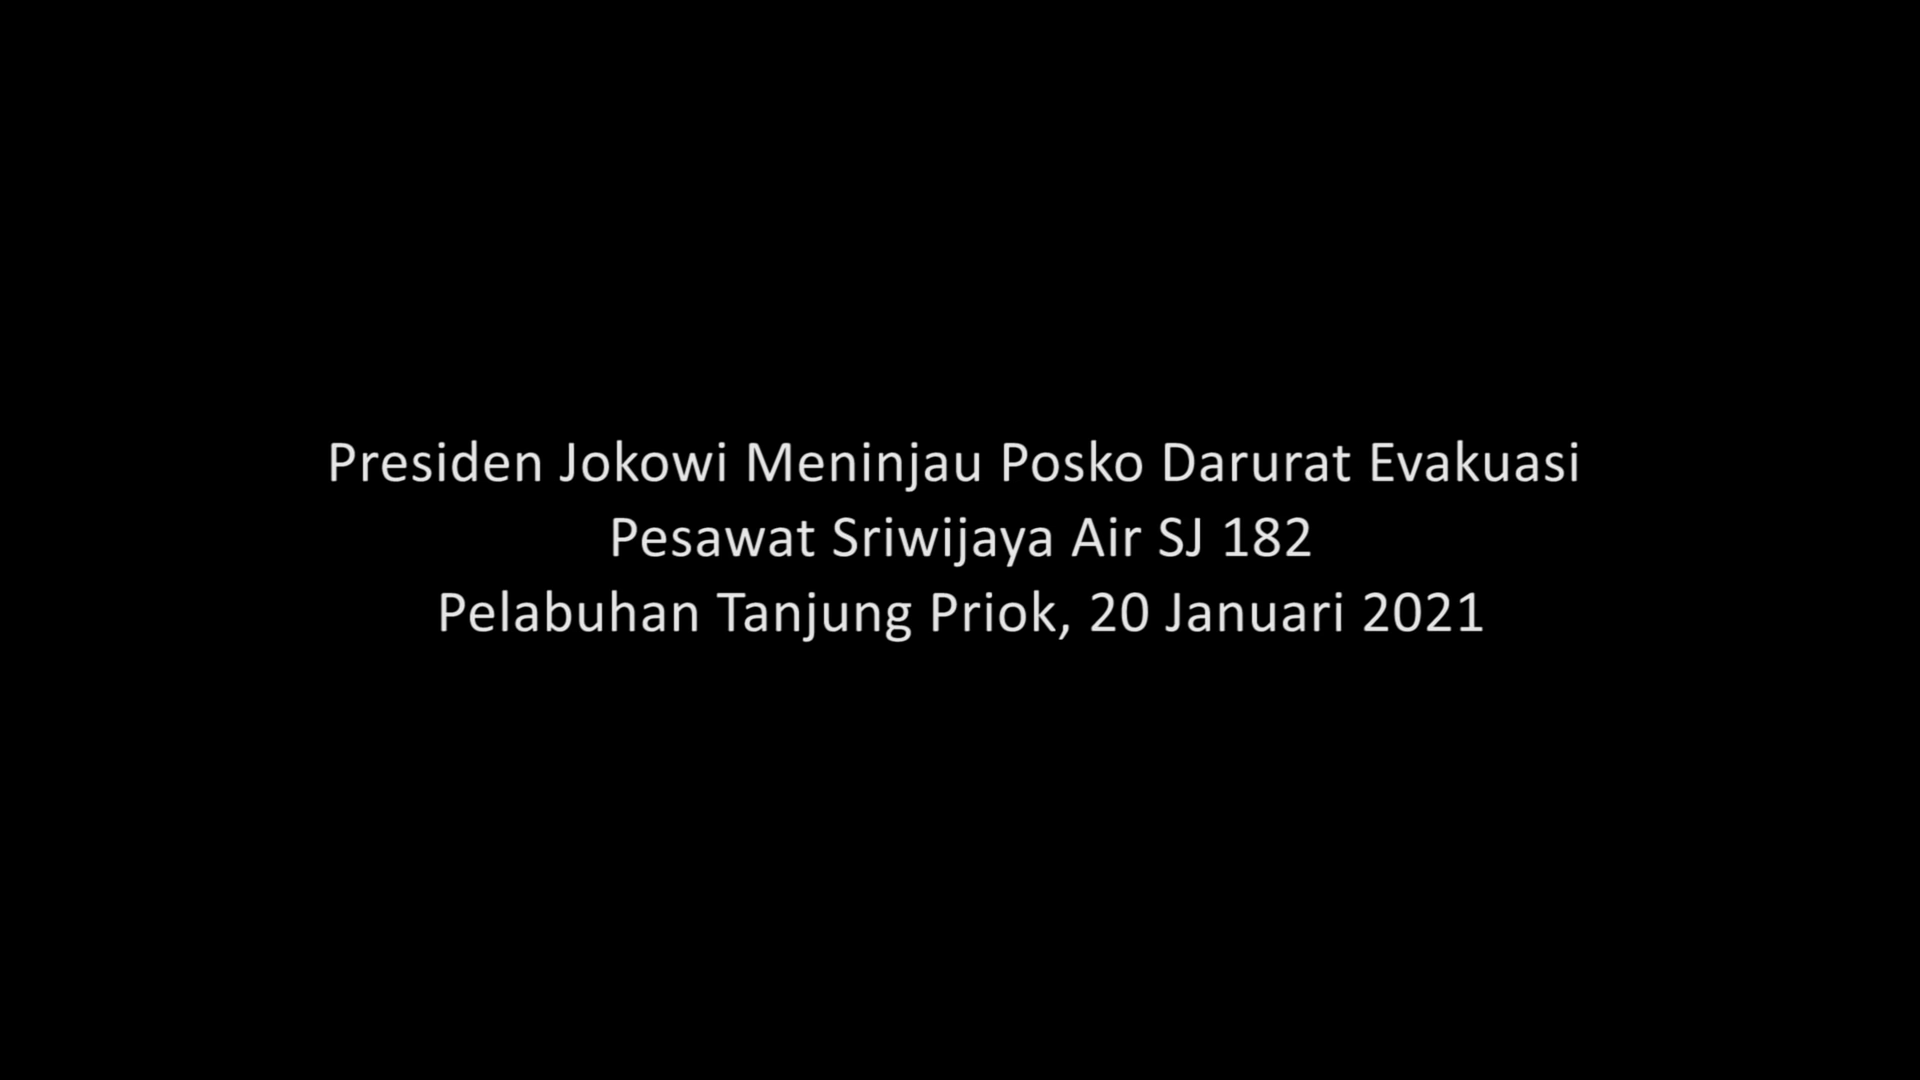 Presiden Jokowi Meninjau Posko Darurat Evakuasi
Pesawat Sriwijaya Air SJ 182
Pelabuhan Tanjung Priok, 20 Januari 2021